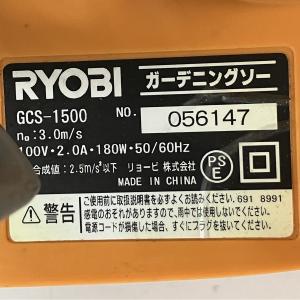 RYOBI ガーデニングソー
GCS-1500 NO. 056147
n₀：3.0m/s
100V・2.0A・180W・50/60Hz
合成値：2.5m/s²以下 リョービ株式会社
MADE IN CHINA
PS E
警告
使用前に取扱説明書を必ずよくお読みください。691 8991
感電のおそれがありますので、雨中では使用しないでください。
電源コードが損傷した場合、すぐにプラグを抜いてください。